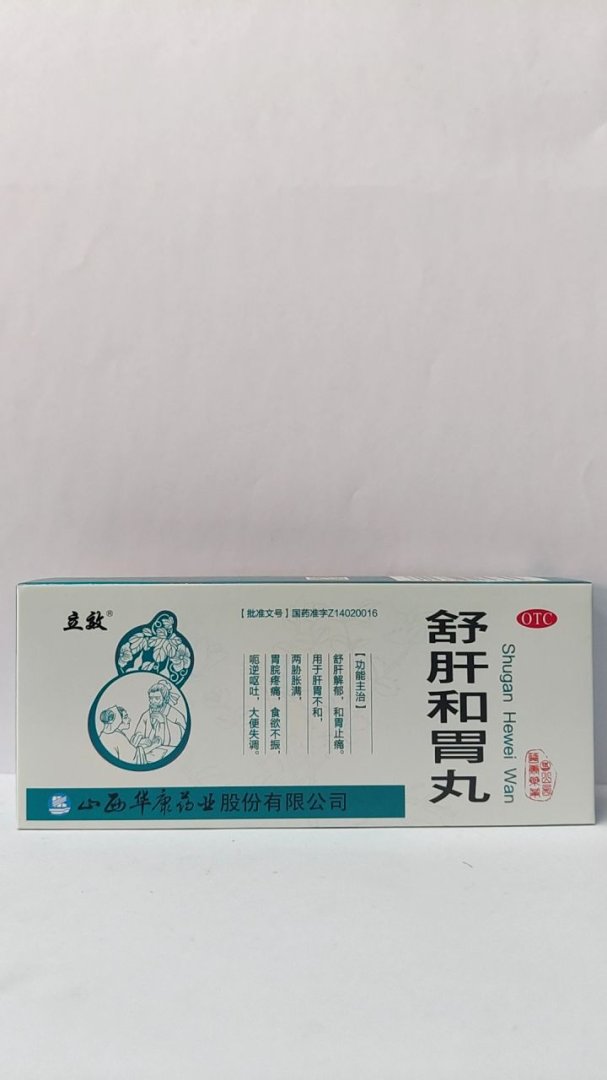 立效®
【批准文号】国药准字Z14020016
【功能主治】
舒肝解郁，和胃止痛。
用于肝胃不和，
两胁胀满，
胃脘疼痛，食欲不振，
呃逆呕吐，大便失调。
舒肝和胃丸
Shugan Hewei Wan
OTC
山西华康药业股份有限公司